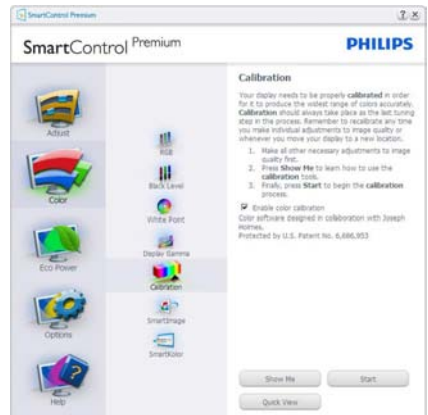 SmartControl Premium
SmartControl Premium
PHILIPS
Adjust
Color
Eco Power
Options
Help
RGB
Black Level
White Point
Display Gamma
Calibration
SmartImage
SmartKolor
Calibration
Your display needs to be properly calibrated in order
for it to produce the widest range of colors accurately.
Calibration should always take place as the last tuning
step in the process. Remember to recalibrate any time
you make individual adjustments to image quality or
whenever you move your display to a new location.
1. Make all other necessary adjustments to image
quality first.
2. Press Show Me to learn how to use the
calibration tools.
3. Finally, press Start to begin the calibration
process.
Enable color calibration
Color software designed in collaboration with Joseph
Holmes.
Protected by U.S. Patent No. 6,686,953
Show Me
Start
Quick View